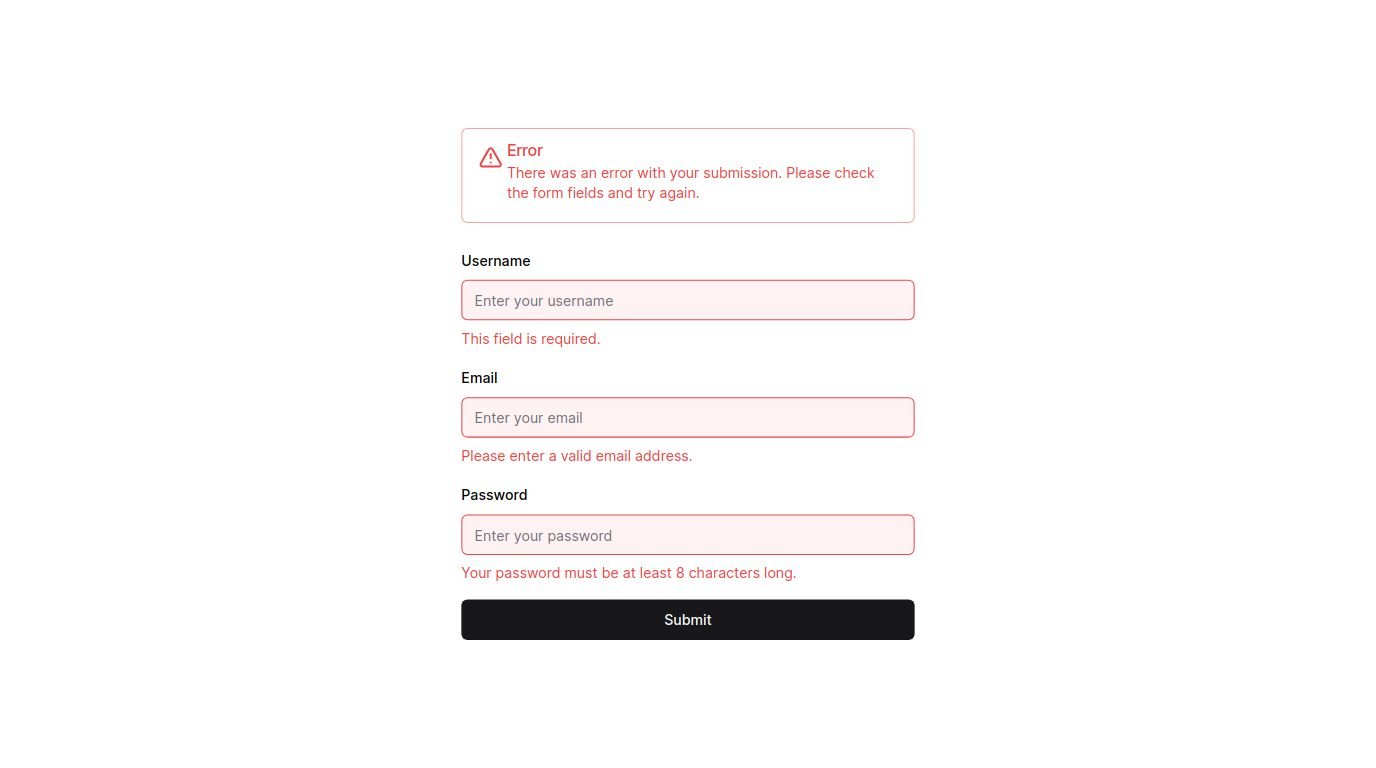 Error
There was an error with your submission. Please check
the form fields and try again.
Username
Enter your username
This field is required.
Email
Enter your email
Please enter a valid email address.
Password
Enter your password
Your password must be at least 8 characters long.
Submit